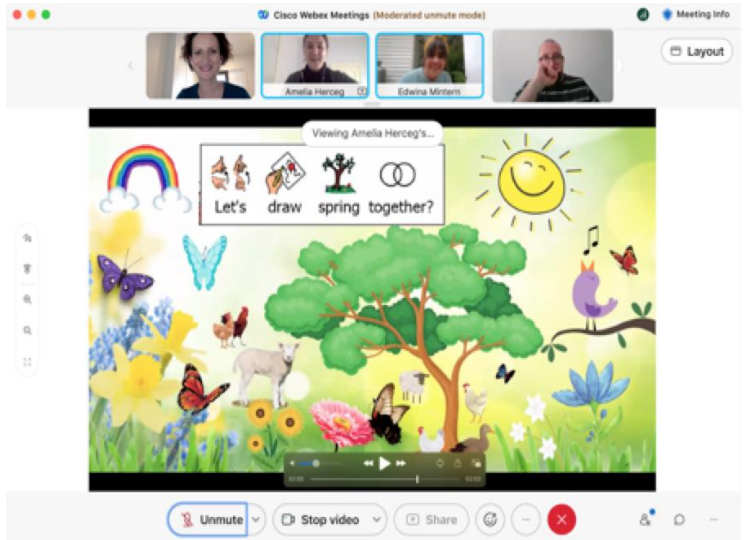 Cisco Webex Meetings (Moderated unmute mode)
Meeting Info
Layout
Amelia Herceg
Edwina Mintern
Viewing Amelia Herceg's...
Let's draw spring together?
Unmute
Stop video
Share